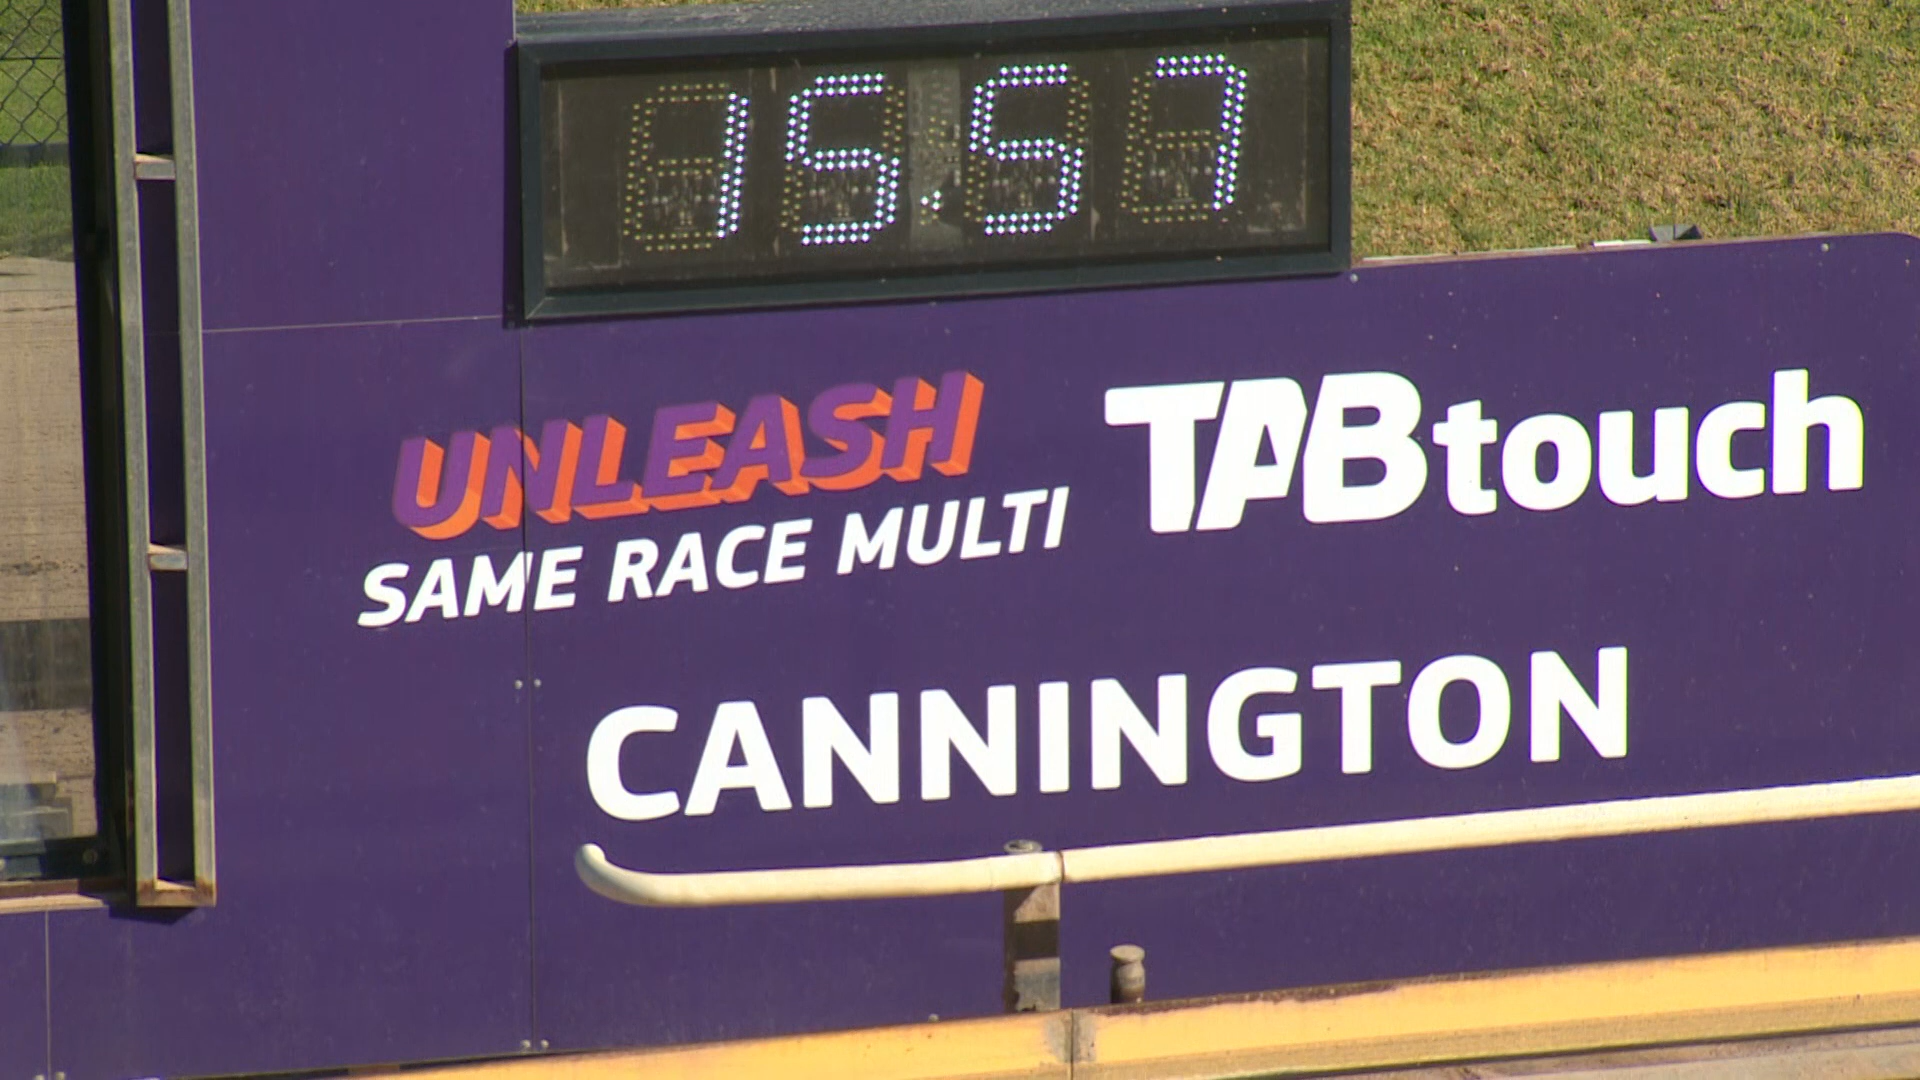 15.57
UNLEASH
SAME RACE MULTI
TABtouch
CANNINGTON